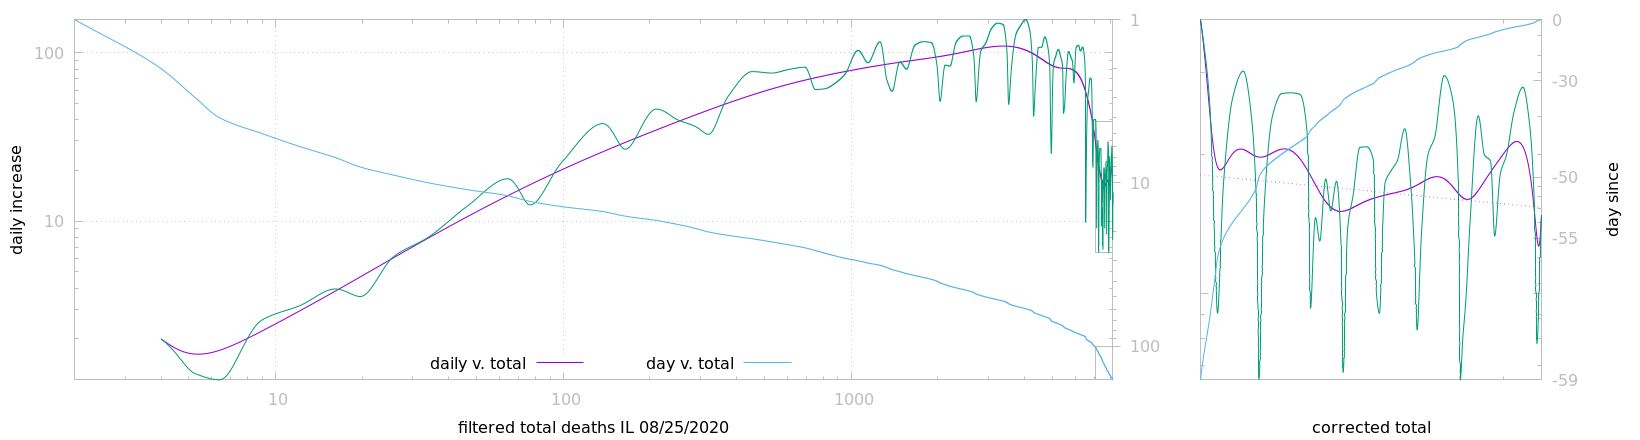 100
10
daily increase
daily v. total
day v. total
10
100
1000
filtered total deaths IL 08/25/2020
1
10
100
0
-30
-50
-55
-59
day since
corrected total